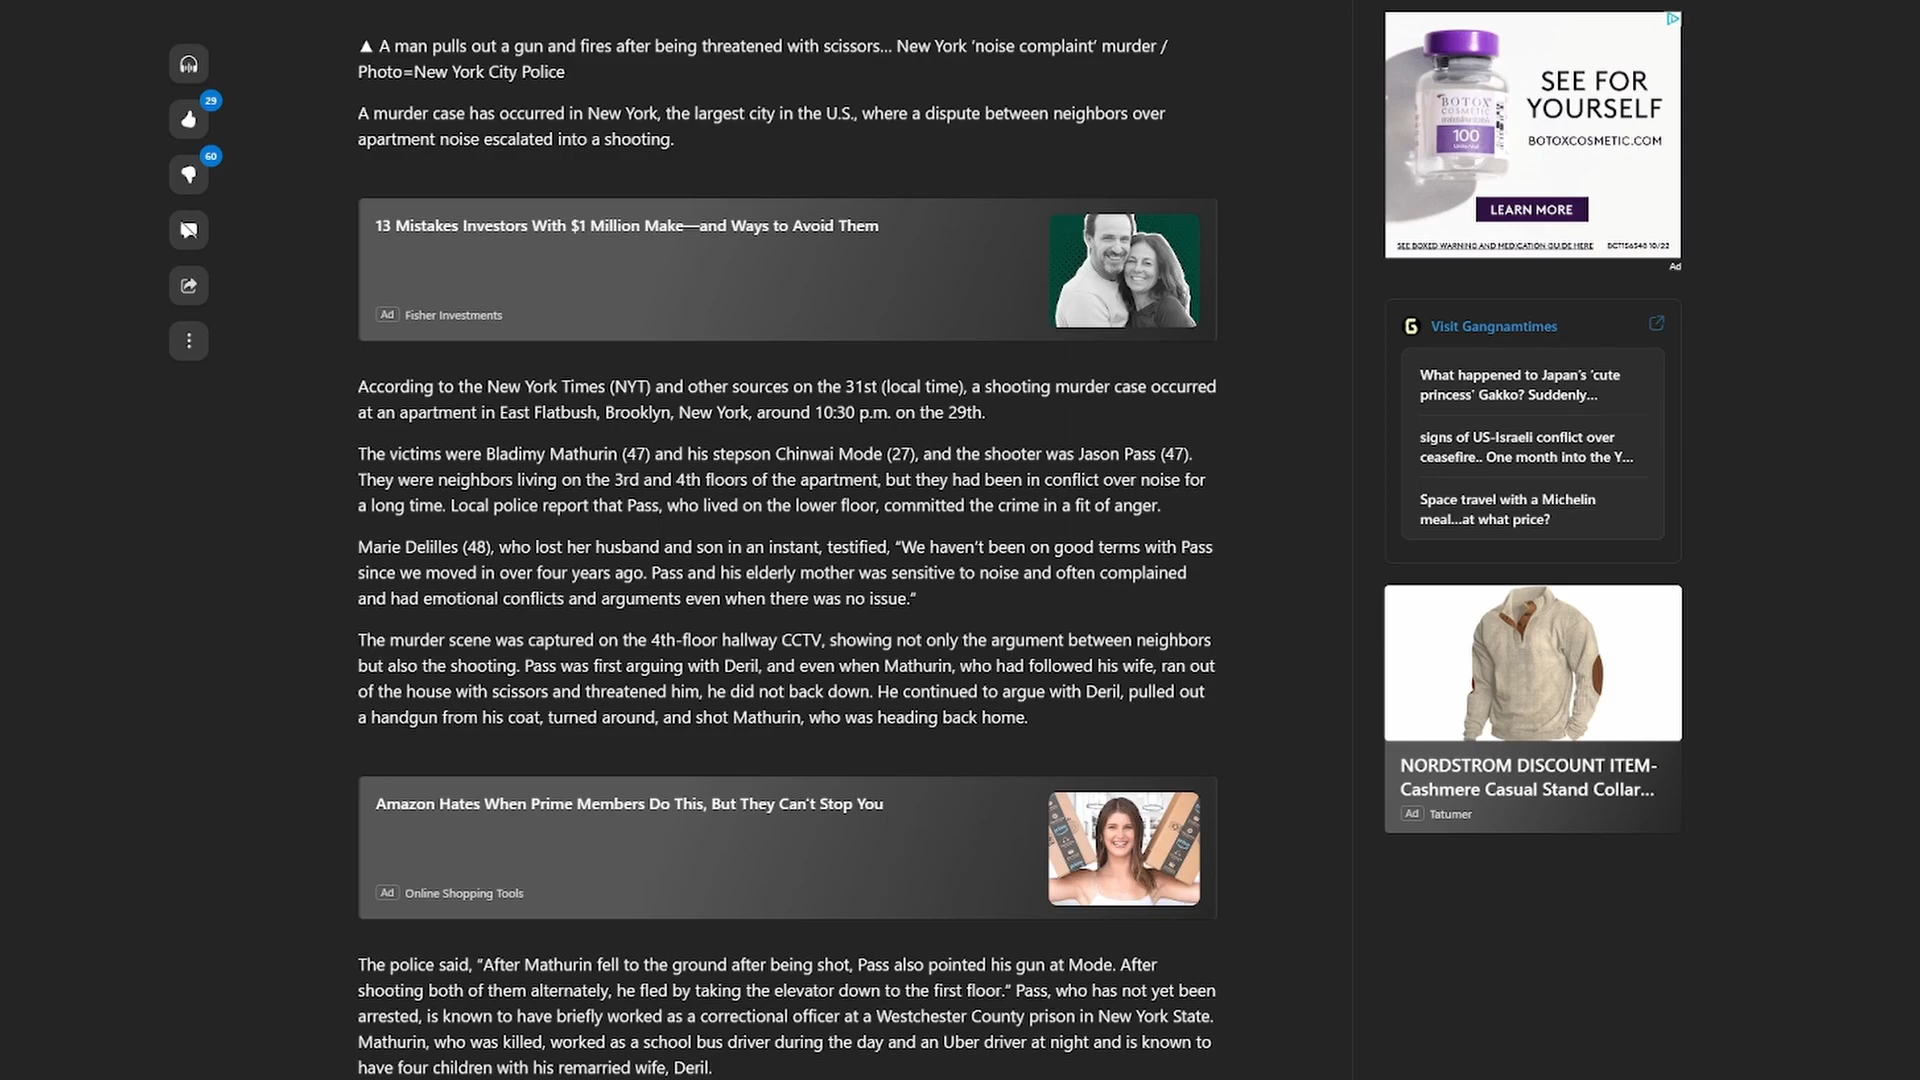 ▲ A man pulls out a gun and fires after being threatened with scissors... New York ‘noise complaint’ murder /
Photo=New York City Police
29
60
A murder case has occurred in New York, the largest city in the U.S., where a dispute between neighbors over
apartment noise escalated into a shooting.
13 Mistakes Investors With $1 Million Make—and Ways to Avoid Them
Ad Fisher Investments
According to the New York Times (NYT) and other sources on the 31st (local time), a shooting murder case occurred
at an apartment in East Flatbush, Brooklyn, New York, around 10:30 p.m. on the 29th.
The victims were Bladimy Mathurin (47) and his stepson Chinwai Mode (27), and the shooter was Jason Pass (47).
They were neighbors living on the 3rd and 4th floors of the apartment, but they had been in conflict over noise for
a long time. Local police report that Pass, who lived on the lower floor, committed the crime in a fit of anger.
Marie Delilles (48), who lost her husband and son in an instant, testified, “We haven’t been on good terms with Pass
since we moved in over four years ago. Pass and his elderly mother was sensitive to noise and often complained
and had emotional conflicts and arguments even when there was no issue.”
The murder scene was captured on the 4th-floor hallway CCTV, showing not only the argument between neighbors
but also the shooting. Pass was first arguing with Deril, and even when Mathurin, who had followed his wife, ran out
of the house with scissors and threatened him, he did not back down. He continued to argue with Deril, pulled out
a handgun from his coat, turned around, and shot Mathurin, who was heading back home.
Amazon Hates When Prime Members Do This, But They Can't Stop You
Ad Online Shopping Tools
The police said, “After Mathurin fell to the ground after being shot, Pass also pointed his gun at Mode. After
shooting both of them alternately, he fled by taking the elevator down to the first floor.” Pass, who has not yet been
arrested, is known to have briefly worked as a correctional officer at a Westchester County prison in New York State.
Mathurin, who was killed, worked as a school bus driver during the day and an Uber driver at night and is known to
have four children with his remarried wife, Deril.
BOTOX
COSMETIC
100
SEE FOR
YOURSELF
BOTOXCOSMETIC.COM
LEARN MORE
SEE BOXED WARNING AND MEDICATION GUIDE HERE BCT156548 10/22
Ad
Visit Gangnamtimes
What happened to Japan’s ‘cute
princess’ Gakko? Suddenly...
signs of US-Israeli conflict over
ceasefire.. One month into the Y...
Space travel with a Michelin
meal...at what price?
NORDSTROM DISCOUNT ITEM-
Cashmere Casual Stand Collar...
Ad Tatumer